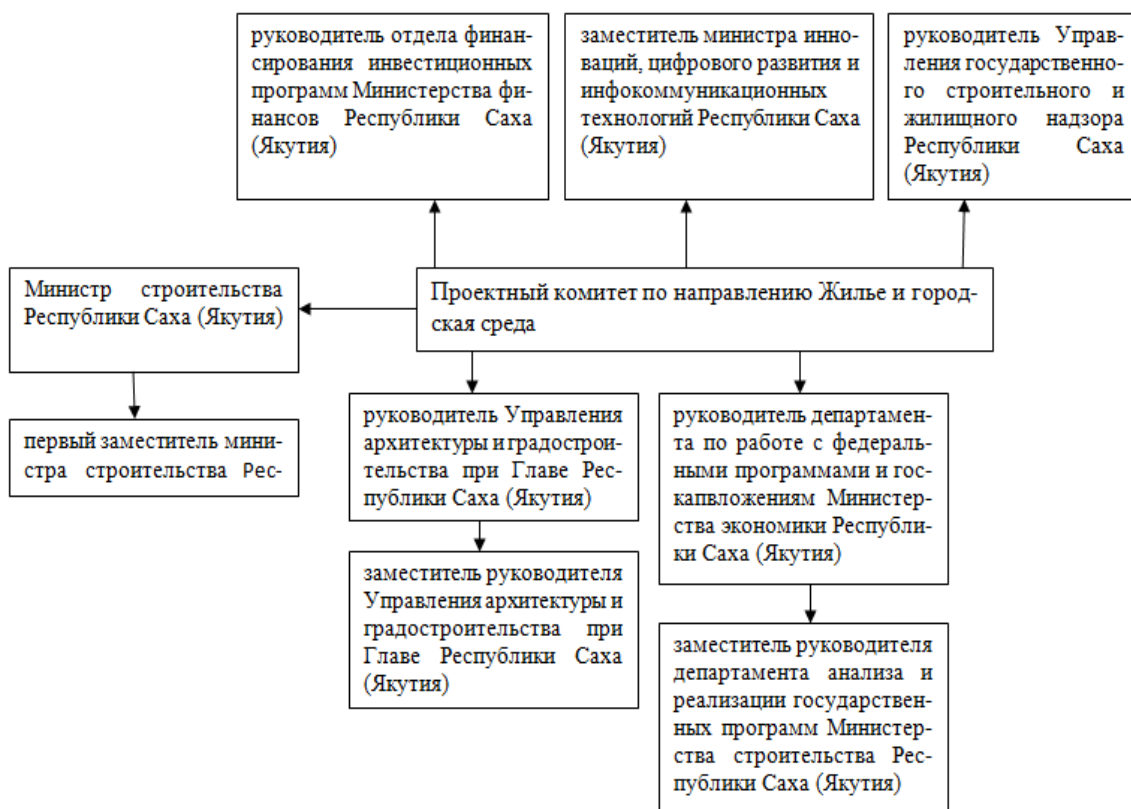 руководитель отдела финан-
сирования инвестиционных
программ Министерства фи-
нансов Республики Саха
(Якутия)
заместитель министра инно-
ваций, цифрового развития и
инфокоммуникационных
технологий Республики Саха
(Якутия)
руководитель Управ-
ления государственно-
го строительного и
жилищного надзора
Республики Саха
(Якутия)
Министр строительства
Республики Саха (Якутия)
Проектный комитет по направлению Жилье и город-
ская среда
первый заместитель мини-
стра строительства Рес-
руководитель Управления
архитектуры и градострои-
тельства при Главе Рес-
публики Саха (Якутия)
руководитель департамен-
та по работе с федераль-
ными программами и гос-
капвложениям Министер-
ства экономики Республи-
ки Саха (Якутия)
заместитель руководителя
Управления архитектуры и
градостроительства при
Главе Республики Саха
(Якутия)
заместитель руководителя
департамента анализа и
реализации государствен-
ных программ Министер-
ства строительства Рес-
публики Саха (Якутия)